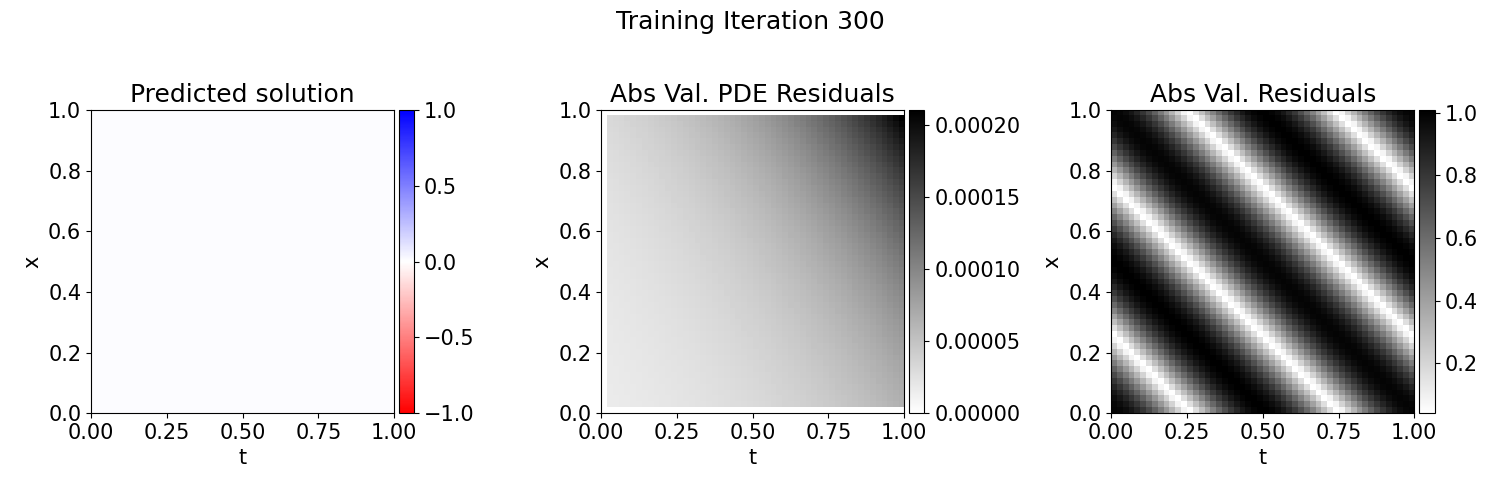 Training Iteration 300
Predicted solution
1.0
0.8
0.6
0.4
0.2
0.0
x
0.00 0.25 0.50 0.75 1.00
t
1.0
0.5
0.0
−0.5
−1.0
Abs Val. PDE Residuals
1.0
0.8
0.6
0.4
0.2
0.0
x
0.00 0.25 0.50 0.75 1.00
t
0.00020
0.00015
0.00010
0.00005
0.00000
Abs Val. Residuals
1.0
0.8
0.6
0.4
0.2
0.0
x
0.00 0.25 0.50 0.75 1.00
t
1.0
0.8
0.6
0.4
0.2